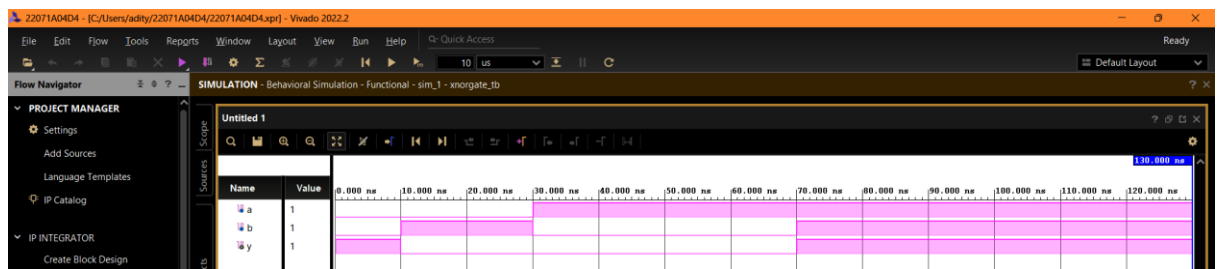 22071A04D4 - [C:/Users/adity/22071A04D4/22071A04D4.xpr] - Vivado 2022.2
File Edit Flow Tools Reports Window Layout View Run Help Q- Quick Access
Ready
10 us
Default Layout
Flow Navigator
SIMULATION - Behavioral Simulation - Functional - sim_1 - xnorgate_tb
PROJECT MANAGER
Settings
Add Sources
Language Templates
IP Catalog
IP INTEGRATOR
Create Block Design
Scope
Sources
Untitled 1
130.000 ns
Name Value 0.000 ns 10.000 ns 20.000 ns 30.000 ns 40.000 ns 50.000 ns 60.000 ns 70.000 ns 80.000 ns 90.000 ns 100.000 ns 110.000 ns 120.000 ns
a 1
b 1
y 1